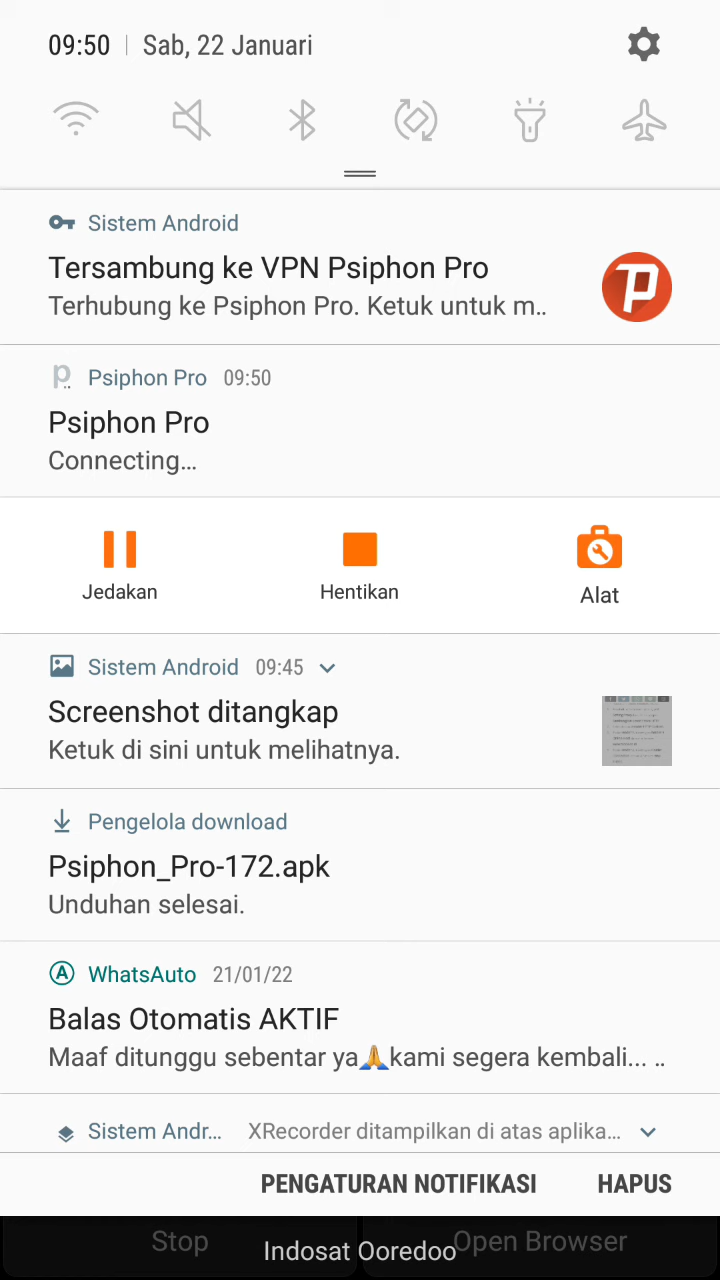 09:50 | Sab, 22 Januari
Sistem Android
Tersambung ke VPN Psiphon Pro
Terhubung ke Psiphon Pro. Ketuk untuk m..
Psiphon Pro 09:50
Psiphon Pro
Connecting...
Jedakan Hentikan Alat
Sistem Android 09:45
Screenshot ditangkap
Ketuk di sini untuk melihatnya.
Pengelola download
Psiphon_Pro-172.apk
Unduhan selesai.
WhatsAuto 21/01/22
Balas Otomatis AKTIF
Maaf ditunggu sebentar ya🙏kami segera kembali... ..
Sistem Andr... XRecorder ditampilkan di atas aplika...
PENGATURAN NOTIFIKASI HAPUS
Stop Open Browser
Indosat Ooredoo